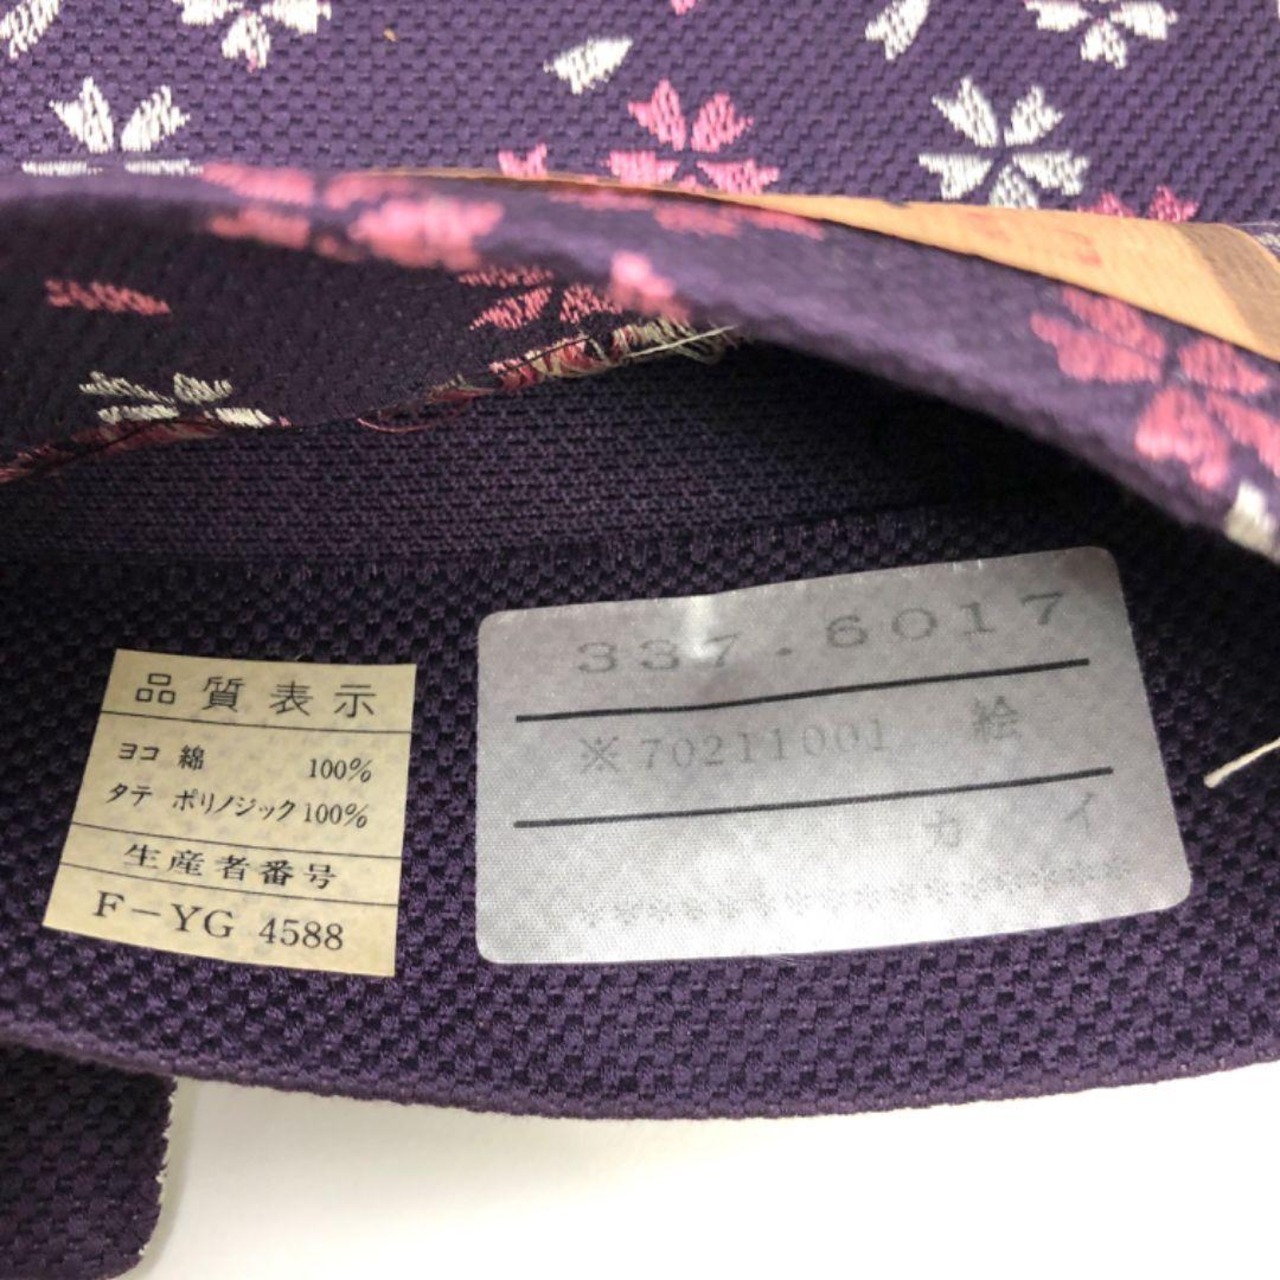 品質表示
ヨコ 綿 100%
タテ ポリノジック 100%
生産者番号
F-YG 4588
337.6017
※70211001 絵
カ イ
*************